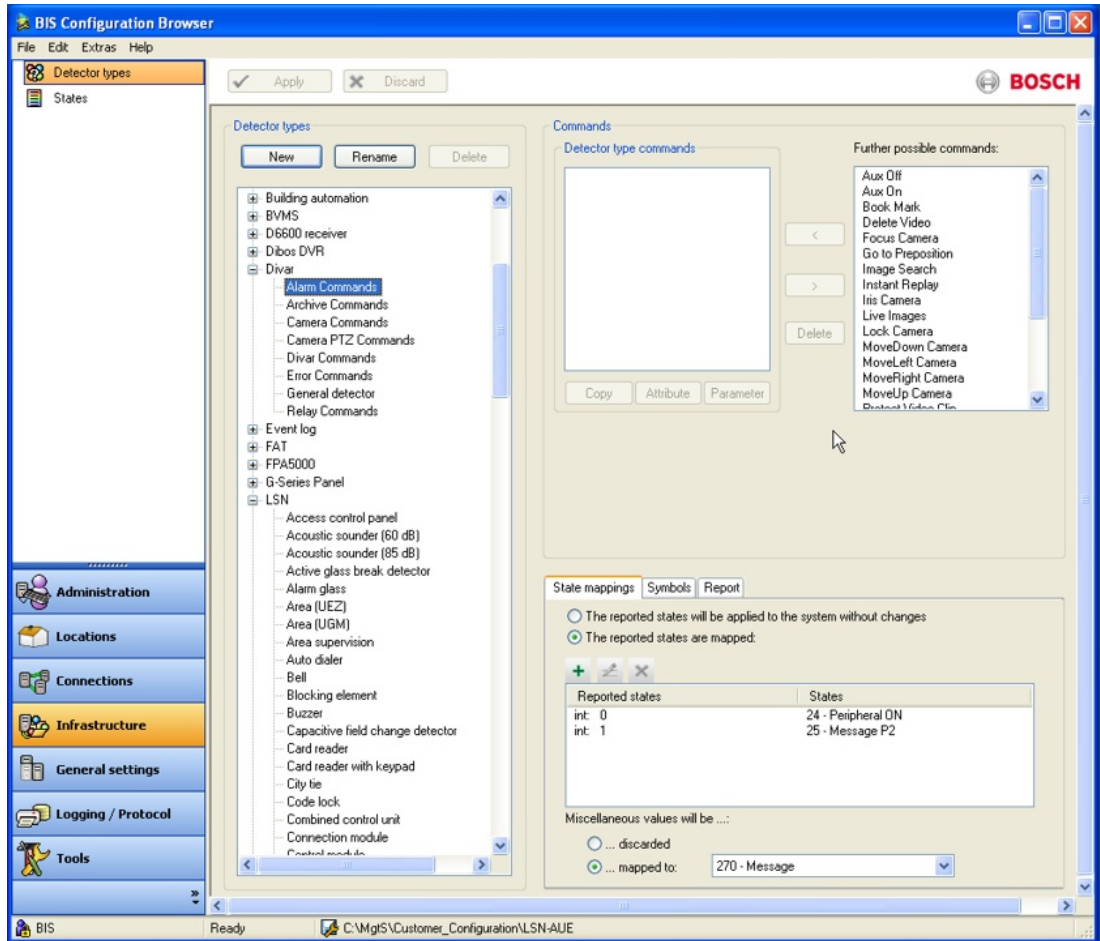 BIS Configuration Browser
File Edit Extras Help
Detector types
States
Apply
Discard
BOSCH
Detector types
New
Rename
Delete
Building automation
BVMS
D6600 receiver
Dibos DVR
Divar
Alarm Commands
Archive Commands
Camera Commands
Camera PTZ Commands
Divar Commands
Error Commands
General detector
Relay Commands
Event log
FAT
FPA5000
G-Series Panel
LSN
Access control panel
Acoustic sounder (60 dB)
Acoustic sounder (85 dB)
Active glass break detector
Alarm glass
Area (UEZ)
Area (UGM)
Area supervision
Auto dialer
Bell
Blocking element
Buzzer
Capacitive field change detector
Card reader
Card reader with keypad
City tie
Code lock
Combined control unit
Connection module
Control module
Commands
Detector type commands
Copy
Attribute
Parameter
<
>
Delete
Further possible commands:
Aux Off
Aux On
Book Mark
Delete Video
Focus Camera
Go to Preposition
Image Search
Instant Replay
Iris Camera
Live Images
Lock Camera
MoveDown Camera
MoveLeft Camera
MoveRight Camera
MoveUp Camera
Protect Video Clip
State mappings
Symbols
Report
The reported states will be applied to the system without changes
The reported states are mapped:
Reported states States
int: 0 24 - Peripheral ON
int: 1 25 - Message P2
Miscellaneous values will be ...:
... discarded
... mapped to: 270 - Message
Administration
Locations
Connections
Infrastructure
General settings
Logging / Protocol
Tools
BIS
Ready
C:\MgtS\Customer_Configuration\LSN-AUE